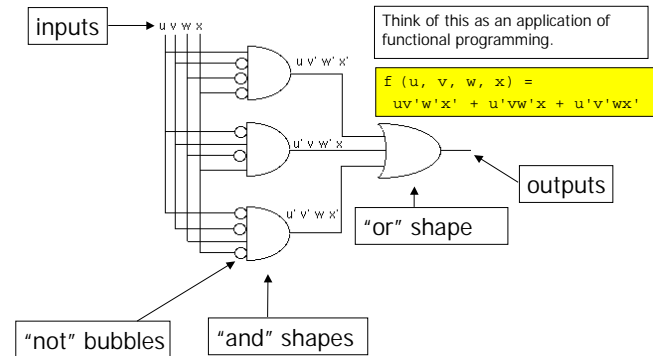 inputs
u v w x
Think of this as an application of
functional programming.
f (u, v, w, x) =
uv'w'x' + u'vw'x + u'v'wx'
u v' w' x'
u' v w' x
u' v' w x'
outputs
“or” shape
“not” bubbles
“and” shapes